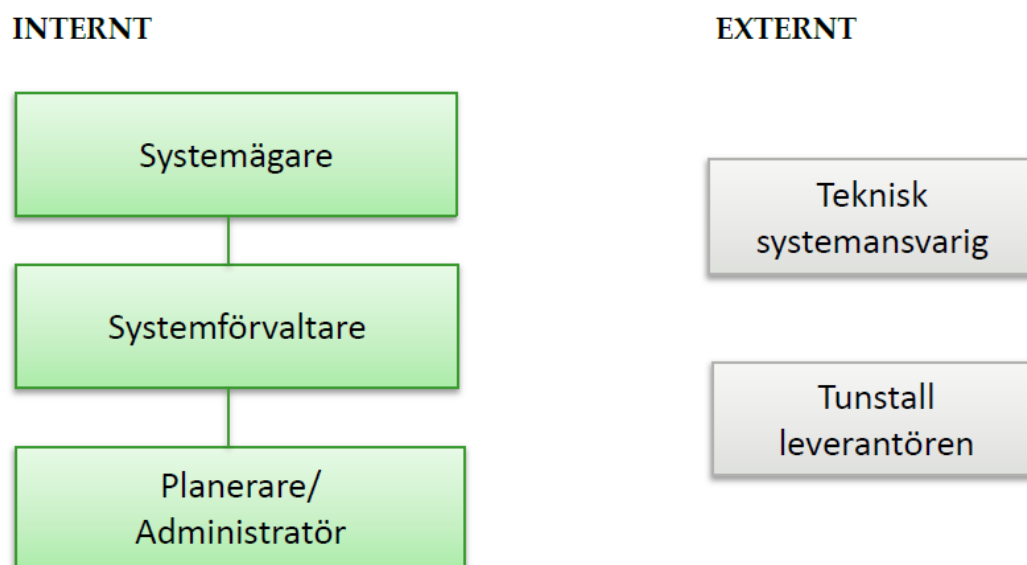 INTERNT
EXTERNT
Systemägare
Systemförvaltare
Planerare/
Administratör
Teknisk
systemansvarig
Tunstall
leverantören